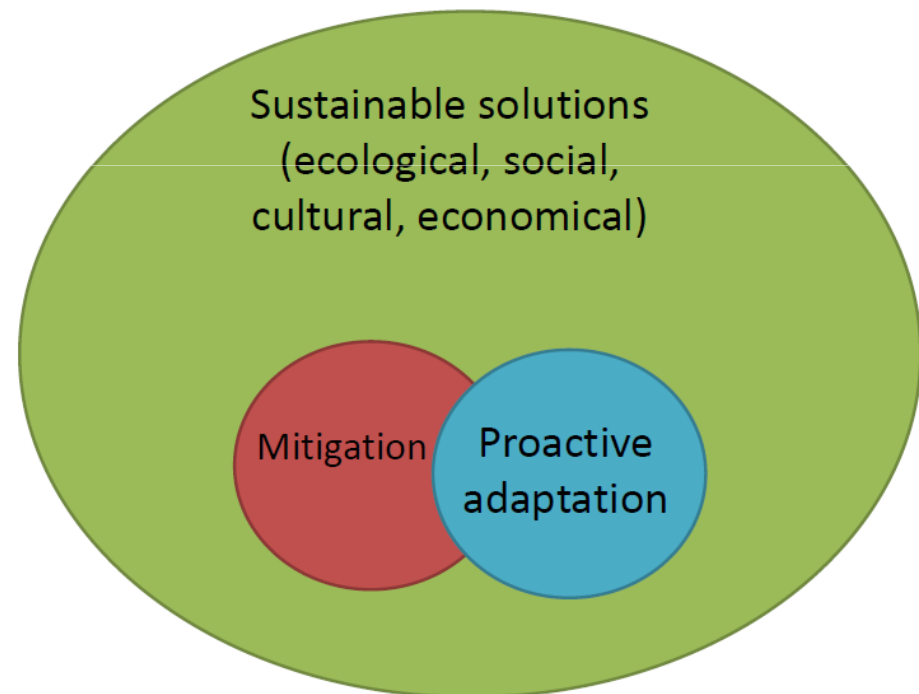 Sustainable solutions
(ecological, social,
cultural, economical)
Mitigation
Proactive
adaptation